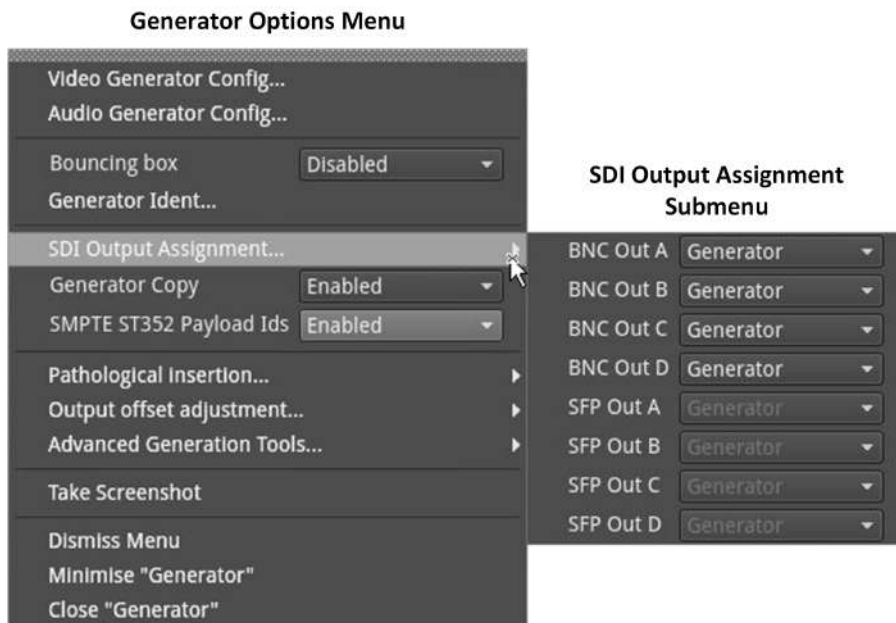 Generator Options Menu
Video Generator Config...
Audio Generator Config...
Bouncing box Disabled
Generator Ident...
SDI Output Assignment...
Generator Copy Enabled
SMPTE ST352 Payload Ids Enabled
Pathological insertion...
Output offset adjustment...
Advanced Generation Tools...
Take Screenshot
Dismiss Menu
Minimise "Generator"
Close "Generator"
SDI Output Assignment
Submenu
BNC Out A Generator
BNC Out B Generator
BNC Out C Generator
BNC Out D Generator
SFP Out A Generator
SFP Out B Generator
SFP Out C Generator
SFP Out D Generator